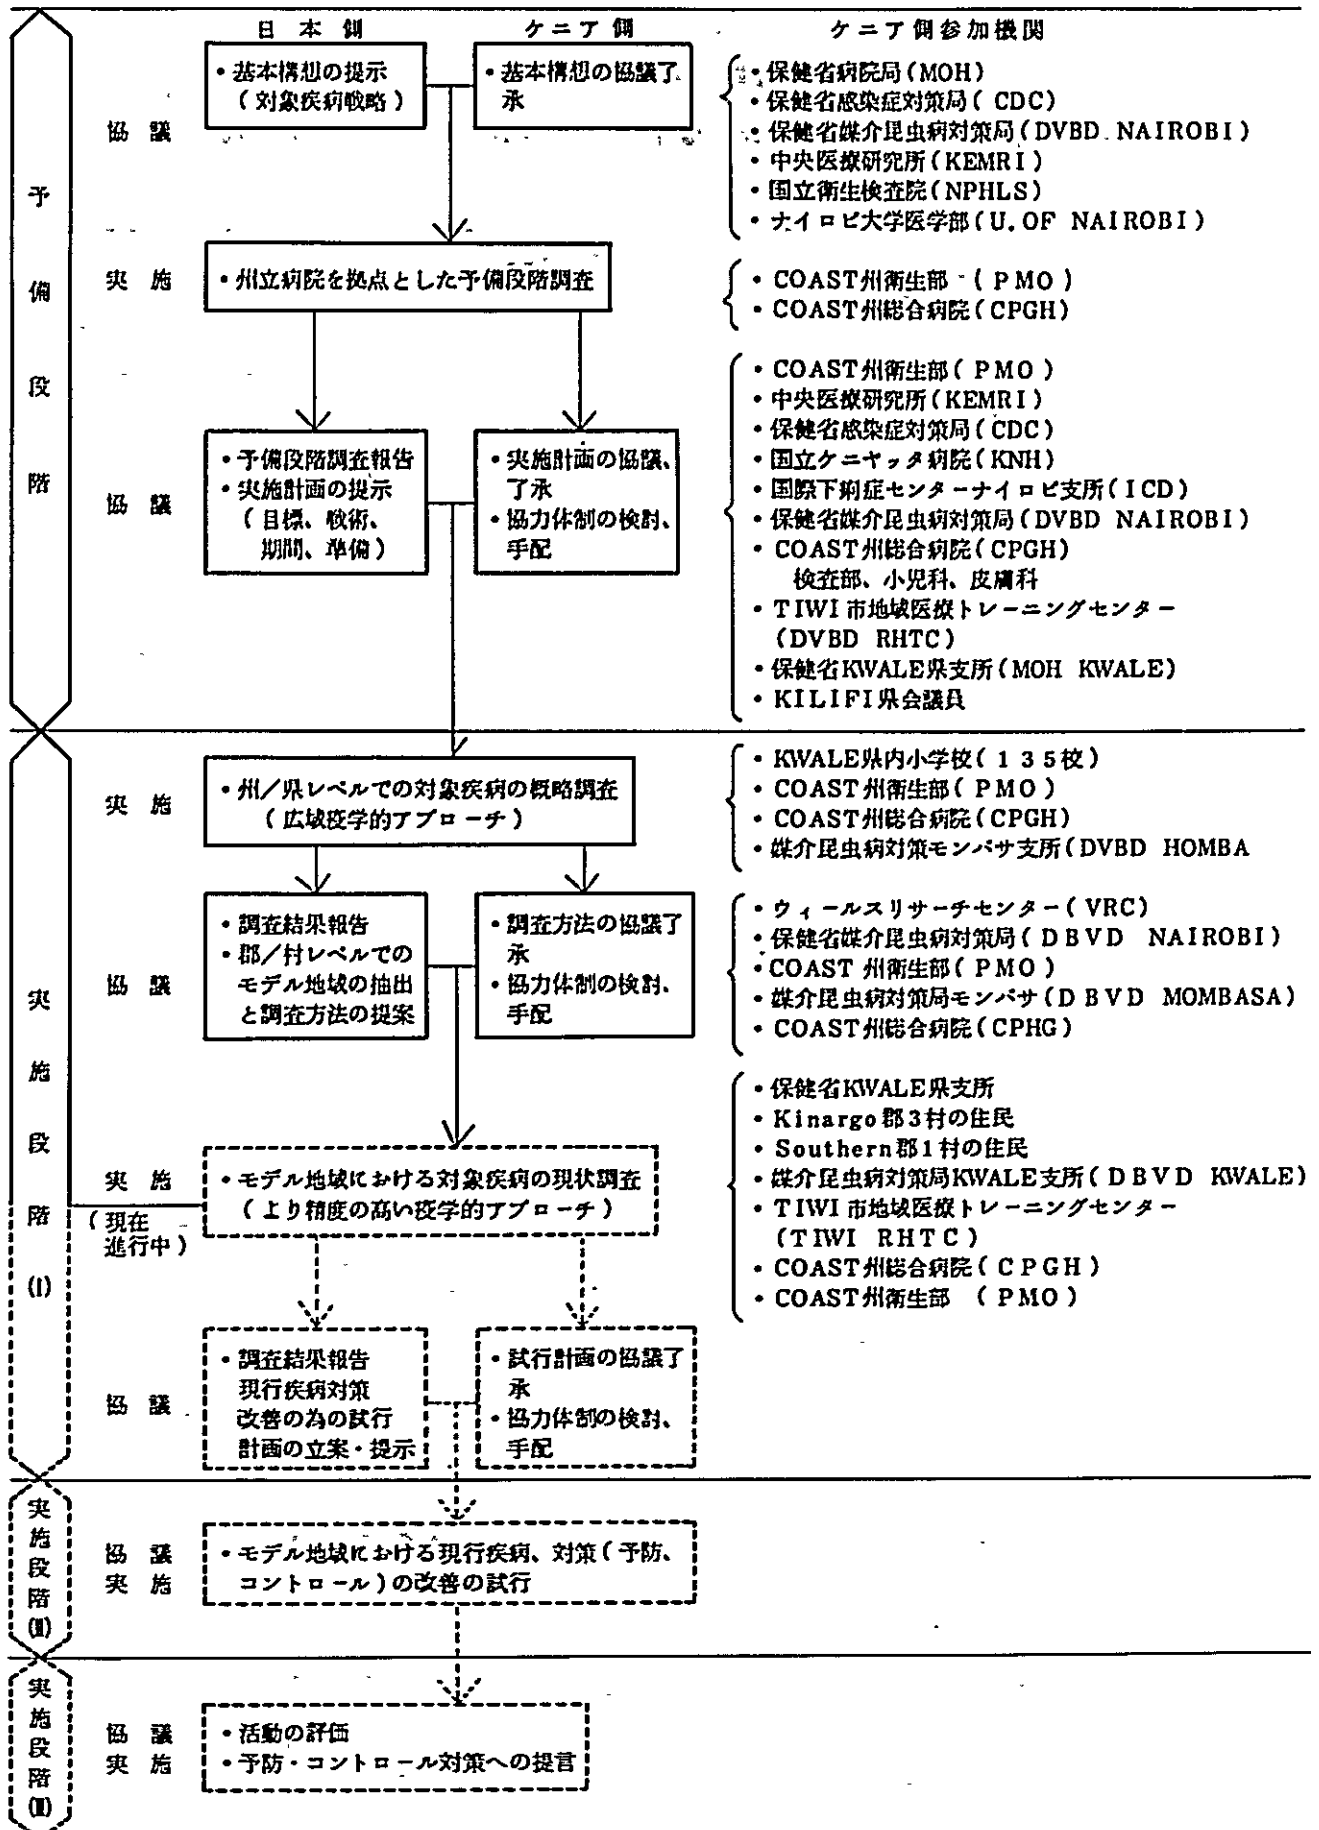 日本側 ケニア側 ケニア側参加機関
予備段階
協議
・基本構想の提示
(対象疾病戦略)
・基本構想の協議了
承
・保健省病院局(MOH)
・保健省感染症対策局(CDC)
・保健省媒介昆虫病対策局(DVBD NAIROBI)
・中央医療研究所(KEMRI)
・国立衛生検査院(NPHLS)
・ナイロビ大学医学部(U.OF NAIROBI)
実施
・州立病院を拠点とした予備段階調査
・COAST州衛生部(PMO)
・COAST州総合病院(CPGH)
協議
・予備段階調査報告
・実施計画の提示
(目標、戦術、
期間、準備)
・実施計画の協議、
了承
・協力体制の検討、
手配
・COAST州衛生部(PMO)
・中央医療研究所(KEMRI)
・保健省感染症対策局(CDC)
・国立ケニヤッタ病院(KNH)
・国際下痢症センターナイロビ支所(ICD)
・保健省媒介昆虫病対策局(DVBD NAIROBI)
・COAST州総合病院(CPGH)
検査部、小児科、皮膚科
・TIWI市地域医療トレーニングセンター
(DVBD RHTC)
・保健省KWALE県支所(MOH KWALE)
・KILIFI県会議員
実施段階(I)
実施
・州/県レベルでの対象疾病の概略調査
(広域疫学的アプローチ)
・KWALE県内小学校(135校)
・COAST州衛生部(PMO)
・COAST州総合病院(CPGH)
・媒介昆虫病対策モンバサ支所(DVBD HOMBA
協議
・調査結果報告
・郡/村レベルでの
モデル地域の抽出
と調査方法の提案
・調査方法の協議了
承
・協力体制の検討、
手配
・ウィールスリサーチセンター(VRC)
・保健省媒介昆虫病対策局(DBVD NAIROBI)
・COAST州衛生部(PMO)
・媒介昆虫病対策局モンバサ(DBVD MOMBASA)
・COAST州総合病院(CPHG)
実施
(現在
進行中)
・モデル地域における対象疾病の現状調査
(より精度の高い疫学的アプローチ)
・保健省KWALE県支所
・Kinargo郡3村の住民
・Southern郡1村の住民
・媒介昆虫病対策局KWALE支所(DBVD KWALE)
・TIWI市地域医療トレーニングセンター
(TIWI RHTC)
・COAST州総合病院(CPGH)
・COAST州衛生部 (PMO)
協議
・調査結果報告
現行疾病対策
改善の為の試行
計画の立案・提示
・試行計画の協議了
承
・協力体制の検討、
手配
実施段階(II)
協議
実施
・モデル地域における現行疾病、対策(予防、
コントロール)の改善の試行
実施段階(III)
協議
実施
・活動の評価
・予防・コントロール対策への提言